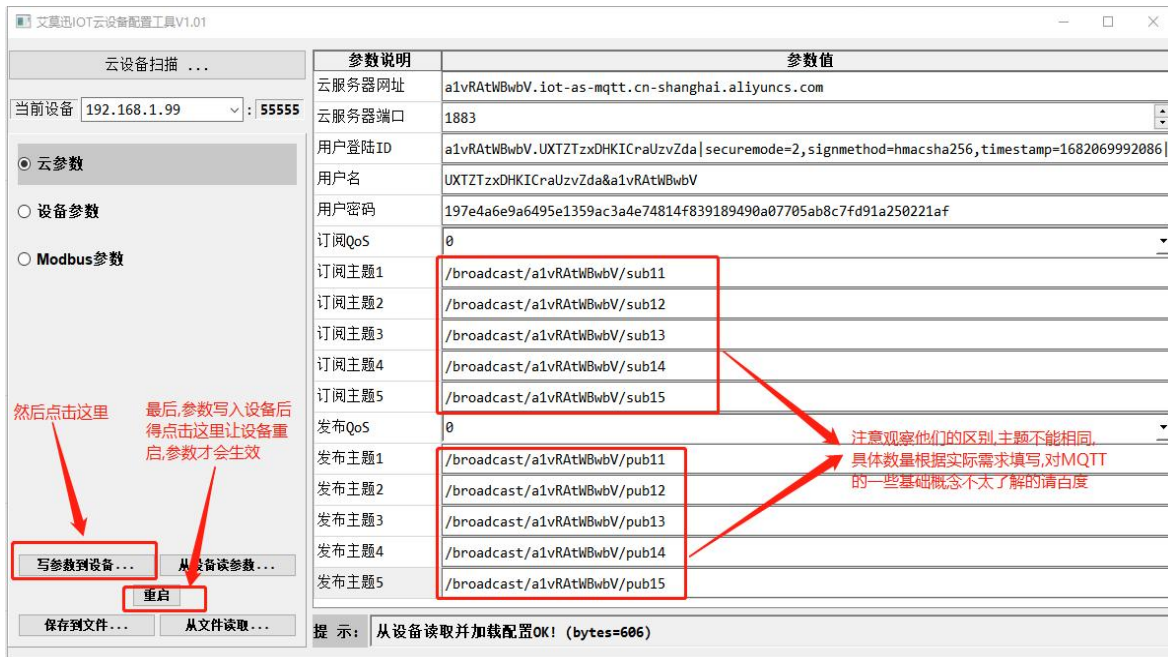 艾莫迅IOT云设备配置工具V1.01
云设备扫描 ...
当前设备 192.168.1.99 : 55555
云参数
设备参数
Modbus参数
然后点击这里
最后,参数写入设备后
得点击这里让设备重
启,参数才会生效
写参数到设备... 从设备读参数...
重启
保存到文件... 从文件读取...
参数说明 参数值
云服务器网址 a1vRAtWBwbV.iot-as-mqtt.cn-shanghai.aliyuncs.com
云服务器端口 1883
用户登陆ID a1vRAtWBwbV.UXTZTzxDHKICraUzvZda|securemode=2,signmethod=hmacsha256,timestamp=1682069992086|
用户名 UXTZTzxDHKICraUzvZda&a1vRAtWBwbV
用户密码 197e4a6e9a6495e1359ac3a4e74814f839189490a07705ab8c7fd91a250221af
订阅QoS 0
订阅主题1 /broadcast/a1vRAtWBwbV/sub11
订阅主题2 /broadcast/a1vRAtWBwbV/sub12
订阅主题3 /broadcast/a1vRAtWBwbV/sub13
订阅主题4 /broadcast/a1vRAtWBwbV/sub14
订阅主题5 /broadcast/a1vRAtWBwbV/sub15
发布QoS 0
发布主题1 /broadcast/a1vRAtWBwbV/pub11
发布主题2 /broadcast/a1vRAtWBwbV/pub12
发布主题3 /broadcast/a1vRAtWBwbV/pub13
发布主题4 /broadcast/a1vRAtWBwbV/pub14
发布主题5 /broadcast/a1vRAtWBwbV/pub15
注意观察他们的区别,主题不能相同,
具体数量根据实际需求填写,对MQTT
的一些基础概念不太了解的请百度
提 示: 从设备读取并加载配置OK! (bytes=606)